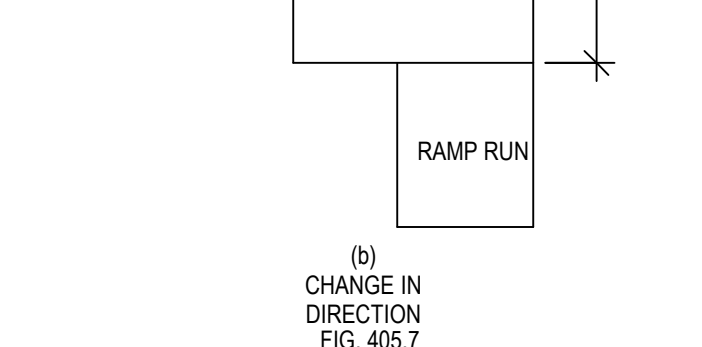 RAMP RUN
(b)
CHANGE IN
DIRECTION
FIG. 405.7